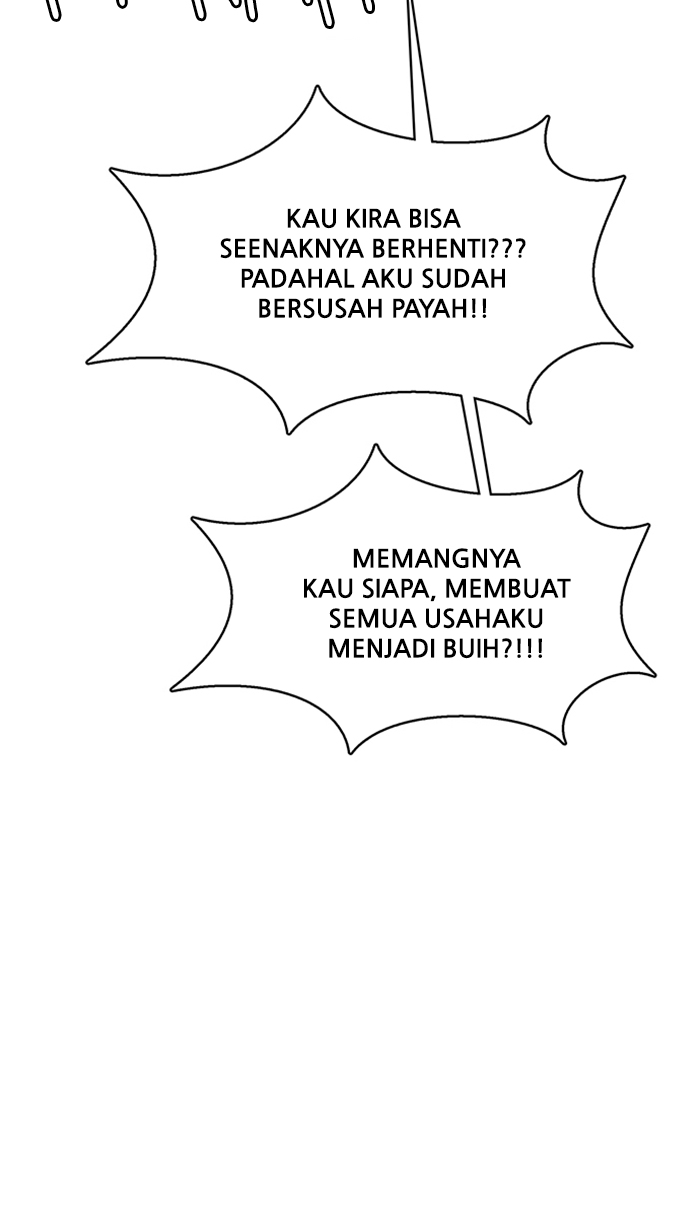 KAU KIRA BISA
SEENAKNYA BERHENTI???
PADAHAL AKU SUDAH
BERSUSAH PAYAH!!
MEMANGNYA
KAU SIAPA, MEMBUAT
SEMUA USAHAKU
MENJADI BUIH?!!!